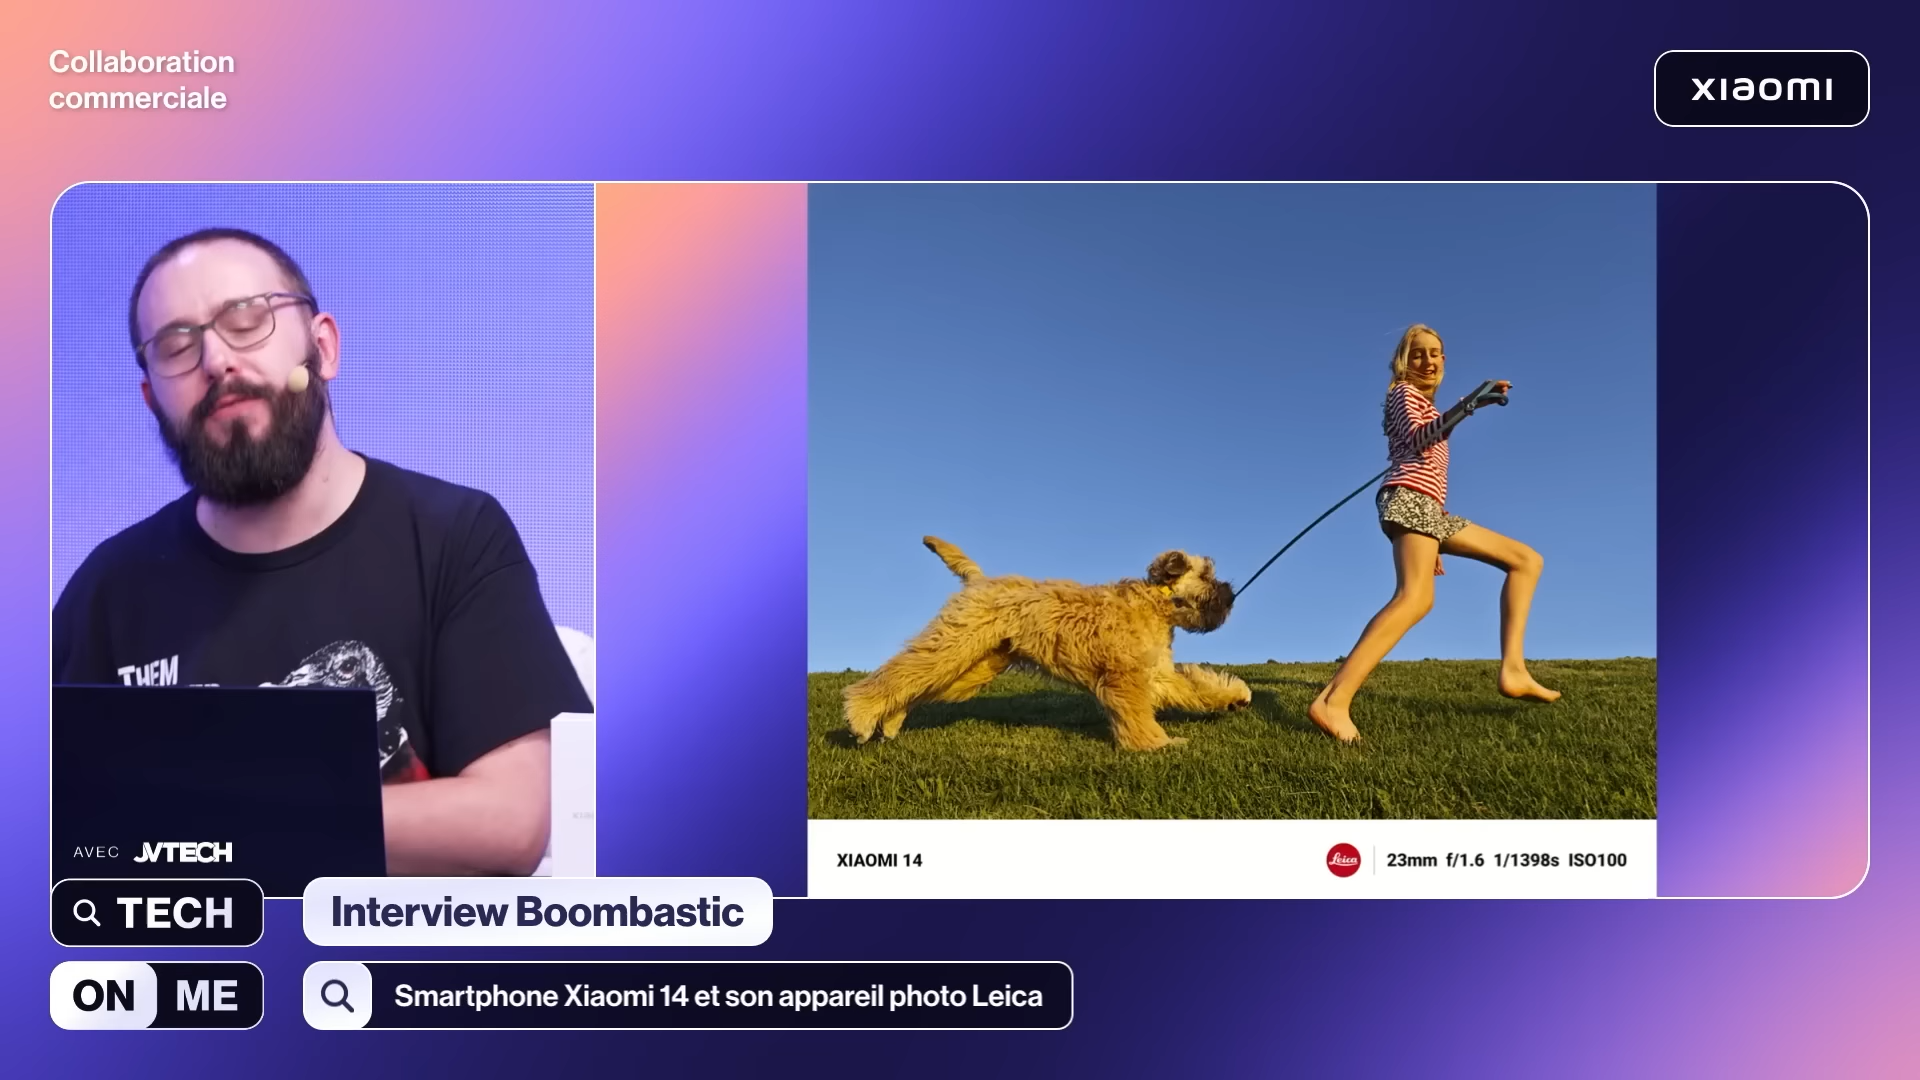 Collaboration
commerciale
xiaomi
THEM
XIAOMI 14
Leica
23mm f/1.6 1/1398s ISO100
AVEC JVTECH
TECH
Interview Boombastic
ON ME
Smartphone Xiaomi 14 et son appareil photo Leica